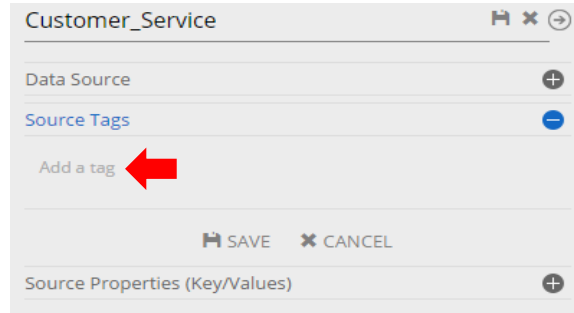 Customer_Service
Data Source
Source Tags
Add a tag
SAVE CANCEL
Source Properties (Key/Values)